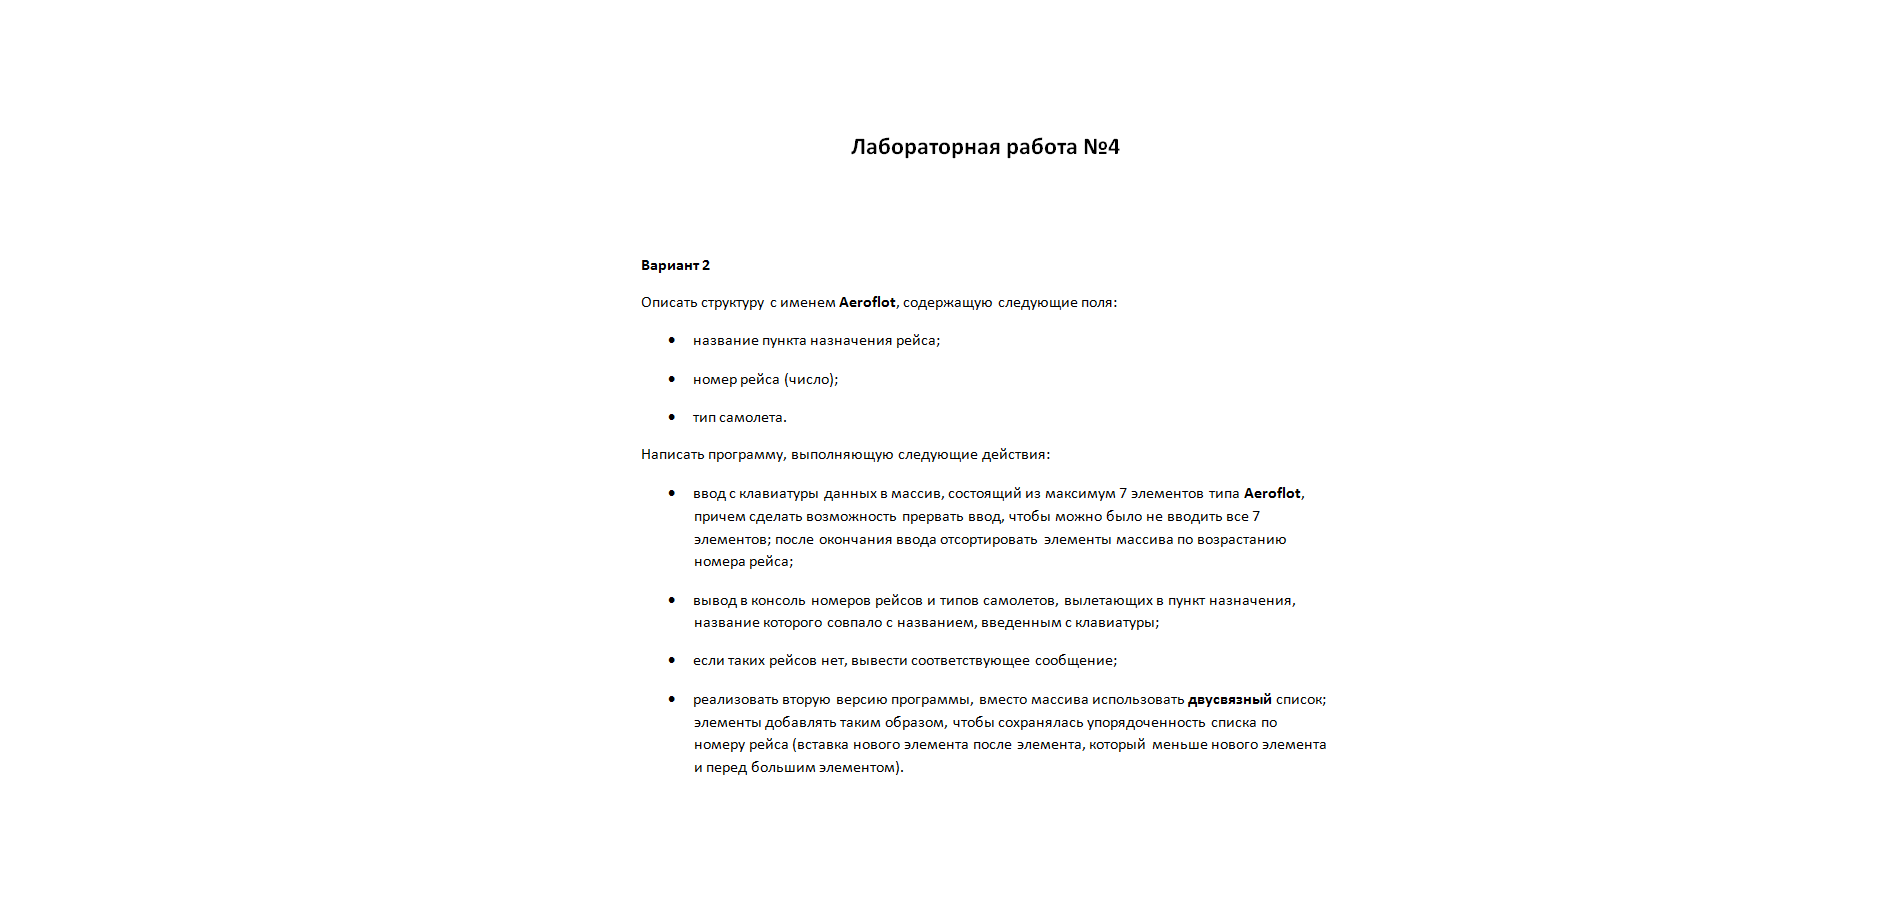 Лабораторная работа №4
Вариант 2
Описать структуру с именем Aeroflot, содержащую следующие поля:
• название пункта назначения рейса;
• номер рейса (число);
• тип самолета.
Написать программу, выполняющую следующие действия:
• ввод с клавиатуры данных в массив, состоящий из максимум 7 элементов типа Aeroflot,
причем сделать возможность прервать ввод, чтобы можно было не вводить все 7
элементов; после окончания ввода отсортировать элементы массива по возрастанию
номера рейса;
• вывод в консоль номеров рейсов и типов самолетов, вылетающих в пункт назначения,
название которого совпало с названием, введенным с клавиатуры;
• если таких рейсов нет, вывести соответствующее сообщение;
• реализовать вторую версию программы, вместо массива использовать двусвязный список;
элементы добавлять таким образом, чтобы сохранялась упорядоченность списка по
номеру рейса (вставка нового элемента после элемента, который меньше нового элемента
и перед большим элементом).